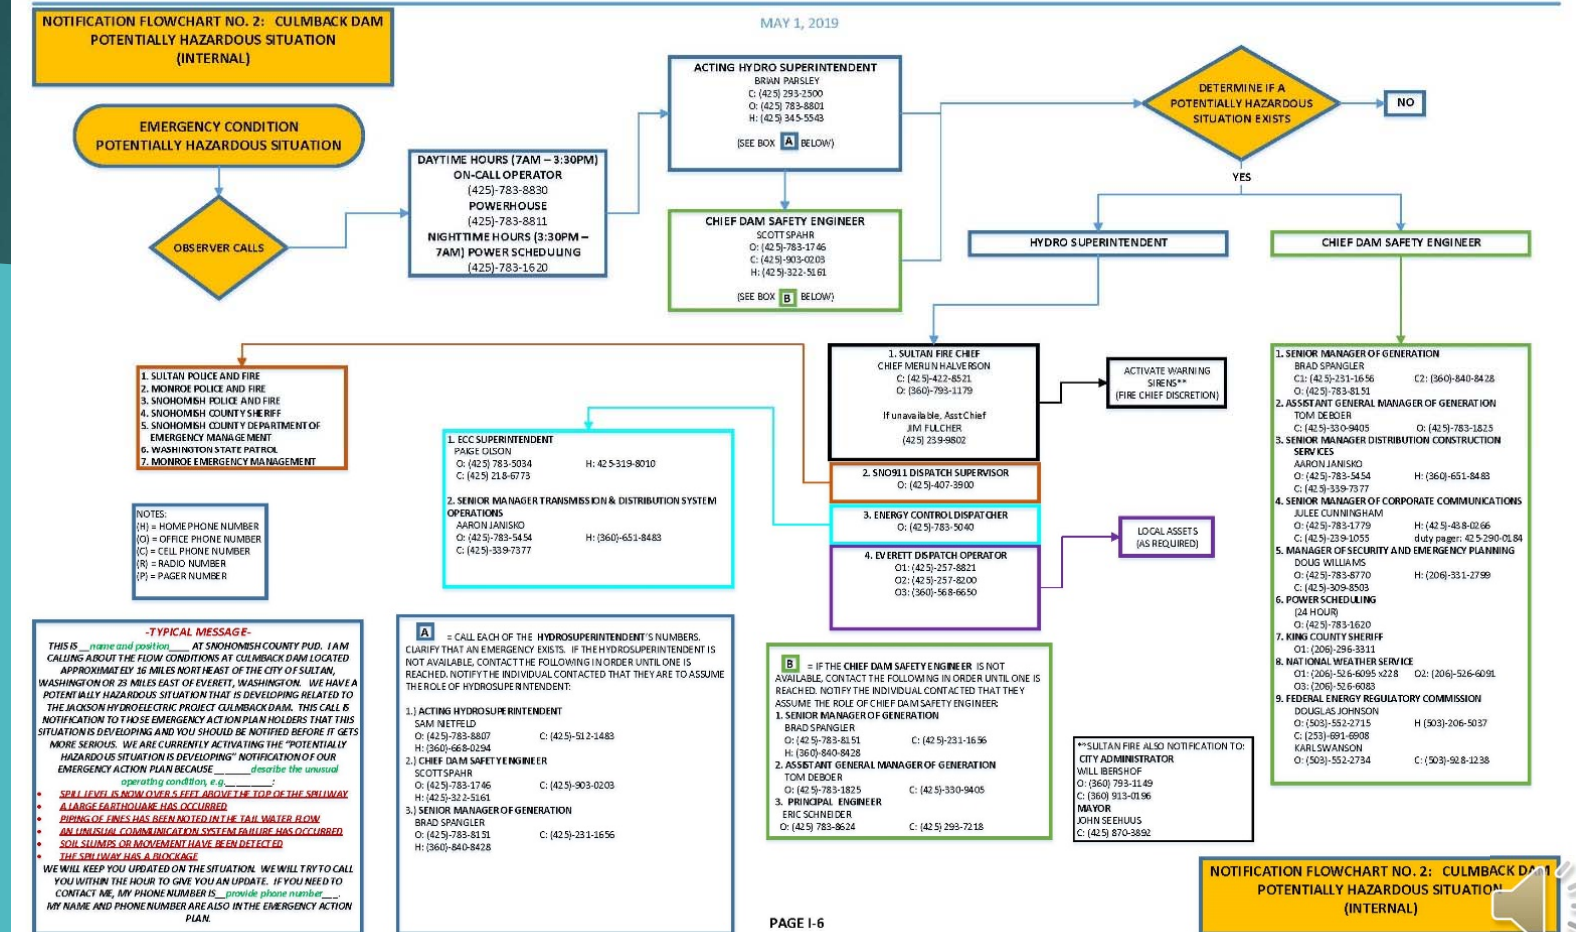 NOTIFICATION FLOWCHART NO. 2: CULMBACK DAM
POTENTIALLY HAZARDOUS SITUATION
(INTERNAL)
MAY 1, 2019
EMERGENCY CONDITION
POTENTIALLY HAZARDOUS SITUATION
OBSERVER CALLS
DAYTIME HOURS (7AM – 3:30PM)
ON-CALL OPERATOR
(425)-783-8830
POWERHOUSE
(425)-783-8811
NIGHTTIME HOURS (3:30PM –
7AM) POWER SCHEDULING
(425)-783-1620
ACTING HYDRO SUPERINTENDENT
BRIAN PARSLEY
C: (425) 293-2500
O: (425) 783-8801
H: (425) 345-5543
(SEE BOX A BELOW)
CHIEF DAM SAFETY ENGINEER
SCOTT SPAHR
O: (425)-783-1746
C: (425)-903-0203
H: (425)-322-5161
(SEE BOX B BELOW)
DETERMINE IF A
POTENTIALLY HAZARDOUS
SITUATION EXISTS
NO
YES
HYDRO SUPERINTENDENT
CHIEF DAM SAFETY ENGINEER
1. SULTAN POLICE AND FIRE
2. MONROE POLICE AND FIRE
3. SNOHOMISH POLICE AND FIRE
4. SNOHOMISH COUNTY SHERIFF
5. SNOHOMISH COUNTY DEPARTMENT OF
EMERGENCY MANAGEMENT
6. WASHINGTON STATE PATROL
7. MONROE EMERGENCY MANAGEMENT
1. ECC SUPERINTENDENT
PAIGE OLSON
O: (425) 783-5034 H: 425-319-8010
C: (425) 218-6773
2. SENIOR MANAGER TRANSMISSION & DISTRIBUTION SYSTEM
OPERATIONS
AARON JANISKO
O: (425)-783-5454 H: (360)-651-8483
C: (425)-339-7377
1. SULTAN FIRE CHIEF
CHIEF MERLIN HALVERSON
C: (425)-422-8521
O: (360)-793-1179
If unavailable, Asst Chief
JIM FULCHER
(425) 239-9802
2. SNO911 DISPATCH SUPERVISOR
O: (425)-407-3900
3. ENERGY CONTROL DISPATCHER
O: (425)-783-5040
4. EVERETT DISPATCH OPERATOR
O1: (425)-257-8821
O2: (425)-257-8200
O3: (360)-568-6650
ACTIVATE WARNING
SIRENS**
(FIRE CHIEF DISCRETION)
LOCAL ASSETS
(AS REQUIRED)
1. SENIOR MANAGER OF GENERATION
BRAD SPANGLER
C1: (425)-231-1656 C2: (360)-840-8428
O: (425)-783-8151
2. ASSISTANT GENERAL MANAGER OF GENERATION
TOM DEBOER
C: (425)-330-9405 O: (425)-783-1825
3. SENIOR MANAGER DISTRIBUTION CONSTRUCTION
SERVICES
AARON JANISKO
O: (425)-783-5454 H: (360)-651-8483
C: (425)-339-7377
4. SENIOR MANAGER OF CORPORATE COMMUNICATIONS
JULEE CUNNINGHAM
O: (425)-783-1779 H: (425)-438-0266
C: (425)-239-1055 duty pager: 425-290-0184
5. MANAGER OF SECURITY AND EMERGENCY PLANNING
DOUG WILLIAMS
O: (425)-783-8770 H: (206)-331-2799
C: (425)-309-8503
6. POWER SCHEDULING
(24 HOUR)
O: (425)-783-1620
7. KING COUNTY SHERIFF
O1: (206)-296-3311
8. NATIONAL WEATHER SERVICE
O1: (206)-526-6095 x228 O2: (206)-526-6091
O3: (206)-526-6083
9. FEDERAL ENERGY REGULATORY COMMISSION
DOUGLAS JOHNSON
O: (503)-552-2715 H (503)-206-5037
C: (253)-691-6908
KARL SWANSON
O: (503)-552-2734 C: (503)-928-1238
NOTES:
(H) = HOME PHONE NUMBER
(O) = OFFICE PHONE NUMBER
(C) = CELL PHONE NUMBER
(R) = RADIO NUMBER
(P) = PAGER NUMBER
-TYPICAL MESSAGE-
THIS IS __name and position____ AT SNOHOMISH COUNTY PUD. I AM
CALLING ABOUT THE FLOW CONDITIONS AT CULMBACK DAM LOCATED
APPROXIMATELY 16 MILES NORTHEAST OF THE CITY OF SULTAN,
WASHINGTON OR 23 MILES EAST OF EVERETT, WASHINGTON. WE HAVE A
POTENTIALLY HAZARDOUS SITUATION THAT IS DEVELOPING RELATED TO
THE JACKSON HYDROELECTRIC PROJECT CULMBACK DAM. THIS CALL IS
NOTIFICATION TO THOSE EMERGENCY ACTION PLAN HOLDERS THAT THIS
SITUATION IS DEVELOPING AND YOU SHOULD BE NOTIFIED BEFORE IT GETS
MORE SERIOUS. WE ARE CURRENTLY ACTIVATING THE "POTENTIALLY
HAZARDOUS SITUATION IS DEVELOPING" NOTIFICATION OF OUR
EMERGENCY ACTION PLAN BECAUSE ______describe the unusual
operating condition, e.g.________:
• SPILL LEVEL IS NOW OVER 5 FEET ABOVE THE TOP OF THE SPILLWAY
• A LARGE EARTHQUAKE HAS OCCURRED
• PIPING OF FINES HAS BEEN NOTED IN THE TAIL WATER FLOW
• AN UNUSUAL COMMUNICATION SYSTEM FAILURE HAS OCCURRED
• SOIL SLUMPS OR MOVEMENT HAVE BEEN DETECTED
• THE SPILLWAY HAS A BLOCKAGE
WE WILL KEEP YOU UPDATED ON THE SITUATION. WE WILL TRY TO CALL
YOU WITHIN THE HOUR TO GIVE YOU AN UPDATE. IF YOU NEED TO
CONTACT ME, MY PHONE NUMBER IS__provide phone number___.
MY NAME AND PHONE NUMBER ARE ALSO IN THE EMERGENCY ACTION
PLAN.
A = CALL EACH OF THE HYDROSUPERINTENDENT'S NUMBERS.
CLARIFY THAT AN EMERGENCY EXISTS. IF THE HYDROSUPERINTENDENT IS
NOT AVAILABLE, CONTACT THE FOLLOWING IN ORDER UNTIL ONE IS
REACHED. NOTIFY THE INDIVIDUAL CONTACTED THAT THEY ARE TO ASSUME
THE ROLE OF HYDROSUPERINTENDENT:
1.) ACTING HYDROSUPERINTENDENT
SAM NIETFELD
O: (425)-783-8807 C: (425)-512-1483
H: (360)-668-0294
2.) CHIEF DAM SAFETY ENGINEER
SCOTT SPAHR
O: (425)-783-1746 C: (425)-903-0203
H: (425)-322-5161
3.) SENIOR MANAGER OF GENERATION
BRAD SPANGLER
O: (425)-783-8151 C: (425)-231-1656
H: (360)-840-8428
B = IF THE CHIEF DAM SAFETY ENGINEER IS NOT
AVAILABLE, CONTACT THE FOLLOWING IN ORDER UNTIL ONE IS
REACHED. NOTIFY THE INDIVIDUAL CONTACTED THAT THEY
ASSUME THE ROLE OF CHIEF DAM SAFETY ENGINEER:
1. SENIOR MANAGER OF GENERATION
BRAD SPANGLER
O: (425)-783-8151 C: (425)-231-1656
H: (360)-840-8428
2. ASSISTANT GENERAL MANAGER OF GENERATION
TOM DEBOER
O: (425)-783-1825 C: (425)-330-9405
3. PRINCIPAL ENGINEER
ERIC SCHNEIDER
O: (425) 783-8624 C: (425) 293-7218
**SULTAN FIRE ALSO NOTIFICATION TO:
CITY ADMINISTRATOR
WILL IBERSHOF
O: (360) 793-1149
C: (360) 913-0196
MAYOR
JOHN SEEHUUS
C: (425) 870-3892
PAGE I-6
NOTIFICATION FLOWCHART NO. 2: CULMBACK DAM
POTENTIALLY HAZARDOUS SITUATION
(INTERNAL)